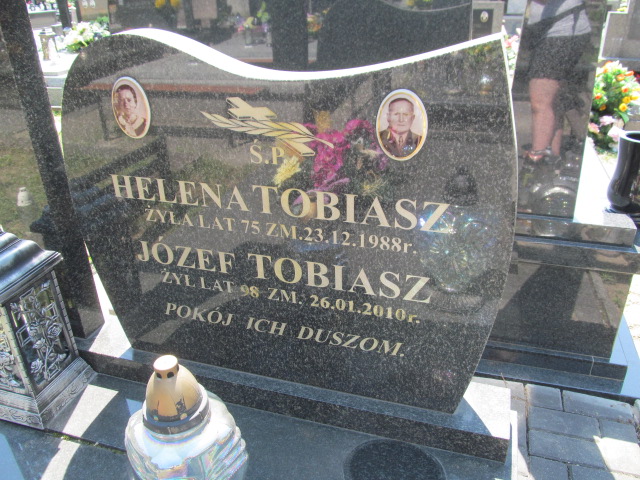 Ś.P.
HELENA TOBIASZ
ŻYŁA LAT 75 ZM. 23.12.1988r.
JÓZEF TOBIASZ
ŻYŁ LAT 98 ZM. 26.01.2010r.
POKÓJ ICH DUSZOM.